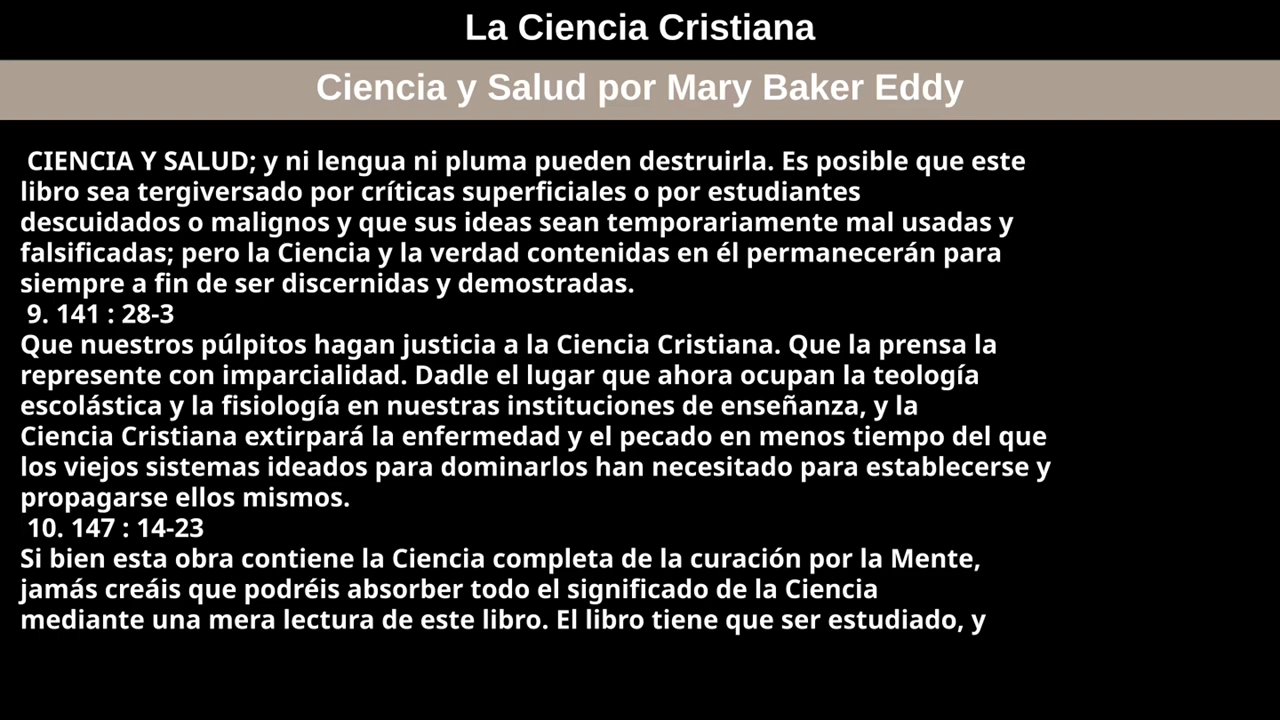 La Ciencia Cristiana
Ciencia y Salud por Mary Baker Eddy
CIENCIA Y SALUD; y ni lengua ni pluma pueden destruirla. Es posible que este
libro sea tergiversado por críticas superficiales o por estudiantes
descuidados o malignos y que sus ideas sean temporariamente mal usadas y
falsificadas; pero la Ciencia y la verdad contenidas en él permanecerán para
siempre a fin de ser discernidas y demostradas.
9. 141 : 28-3
Que nuestros púlpitos hagan justicia a la Ciencia Cristiana. Que la prensa la
represente con imparcialidad. Dadle el lugar que ahora ocupan la teología
escolástica y la fisiología en nuestras instituciones de enseñanza, y la
Ciencia Cristiana extirpará la enfermedad y el pecado en menos tiempo del que
los viejos sistemas ideados para dominarlos han necesitado para establecerse y
propagarse ellos mismos.
10. 147 : 14-23
Si bien esta obra contiene la Ciencia completa de la curación por la Mente,
jamás creáis que podréis absorber todo el significado de la Ciencia
mediante una mera lectura de este libro. El libro tiene que ser estudiado, y